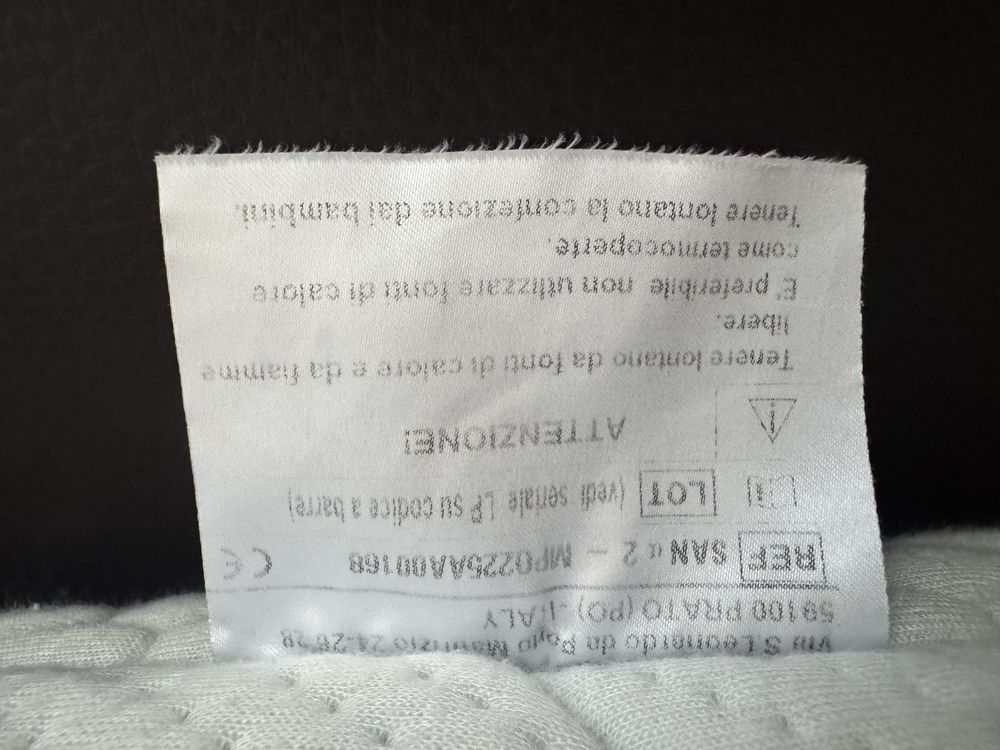 Via S Leonardo da Porto Maurizio 24-26-28
59100 PRATO (PO) - ITALY
REF SAN α 2 – MP0225AA00168 CE
i LOT (vedi seriale LP su codice a barre)
ATTENZIONE!
Tenere lontano da fonti di calore e da fiamme
libere.
E' preferibile non utilizzare fonti di calore
come termocoperte.
Tenere lontano la confezione dai bambini.